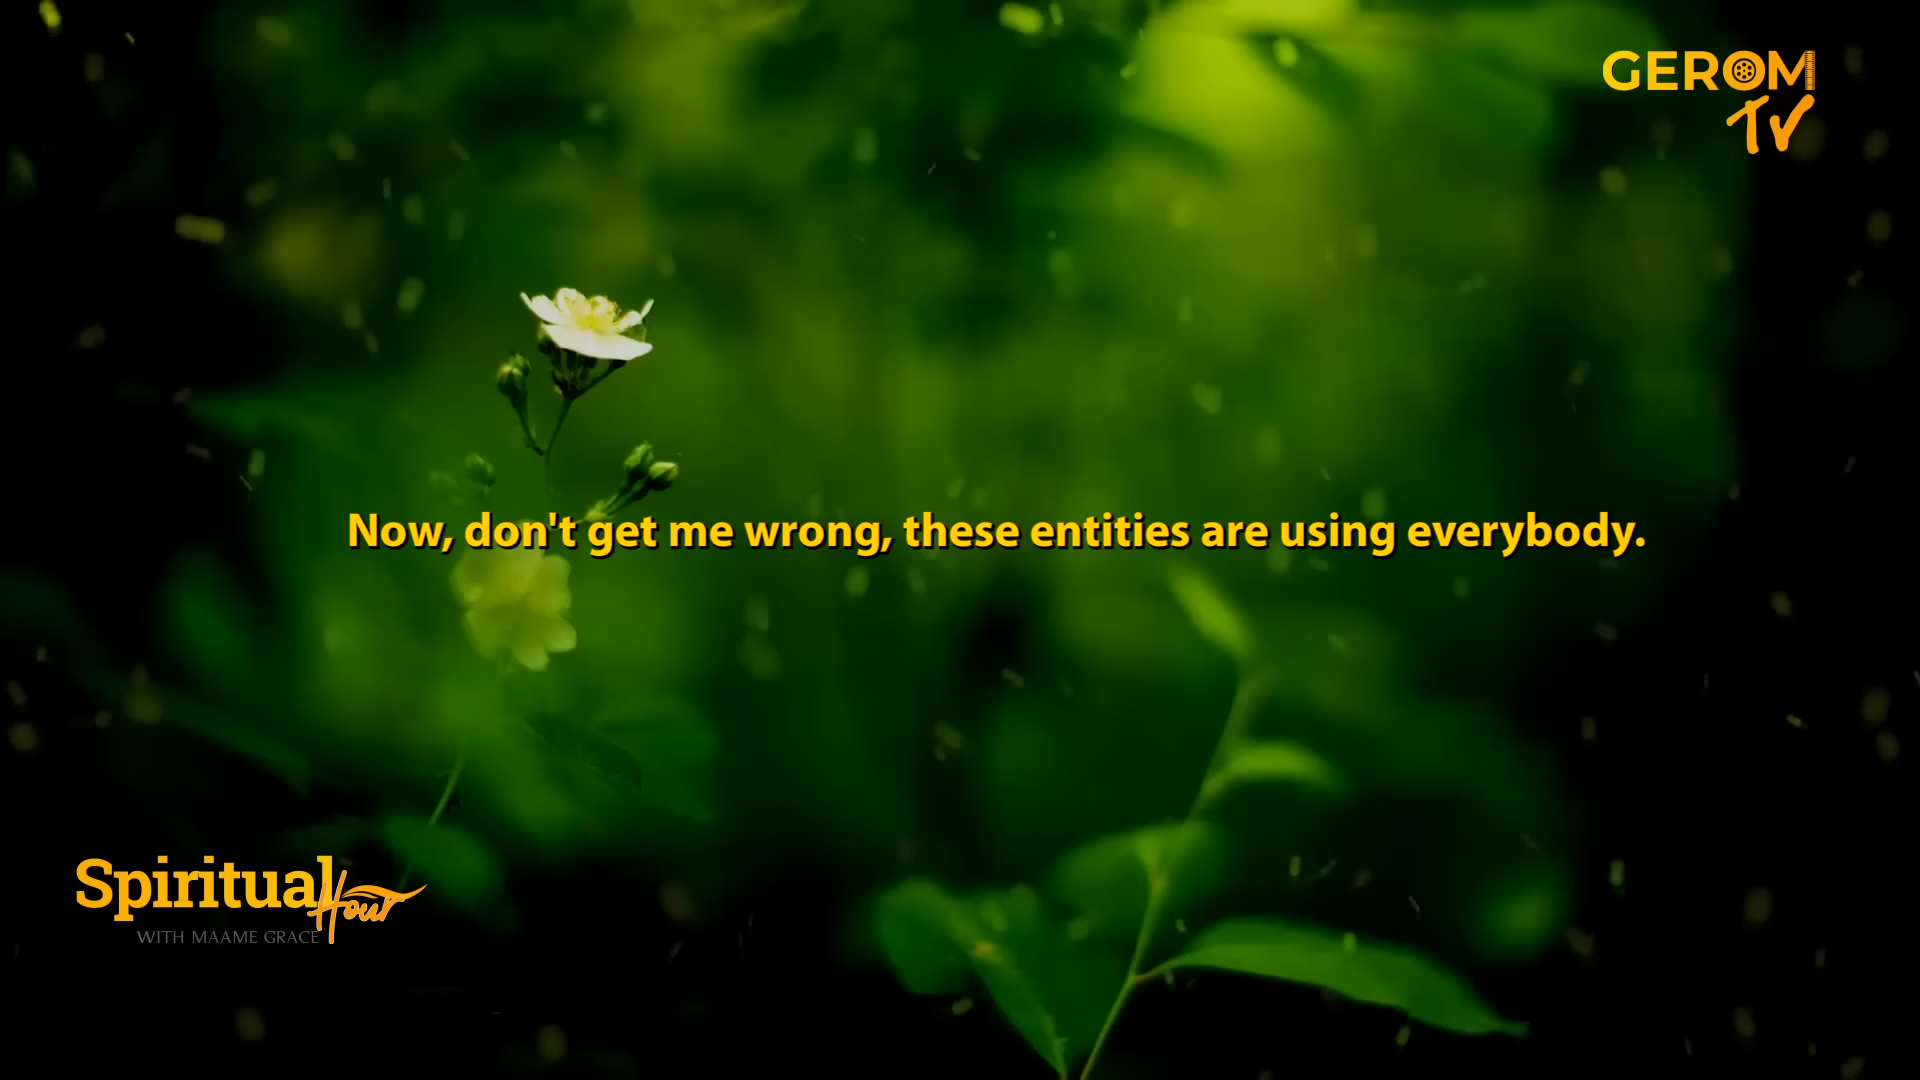 GEROM
TV
Now, don't get me wrong, these entities are using everybody.
Spiritual
Hour
WITH MAAME GRACE